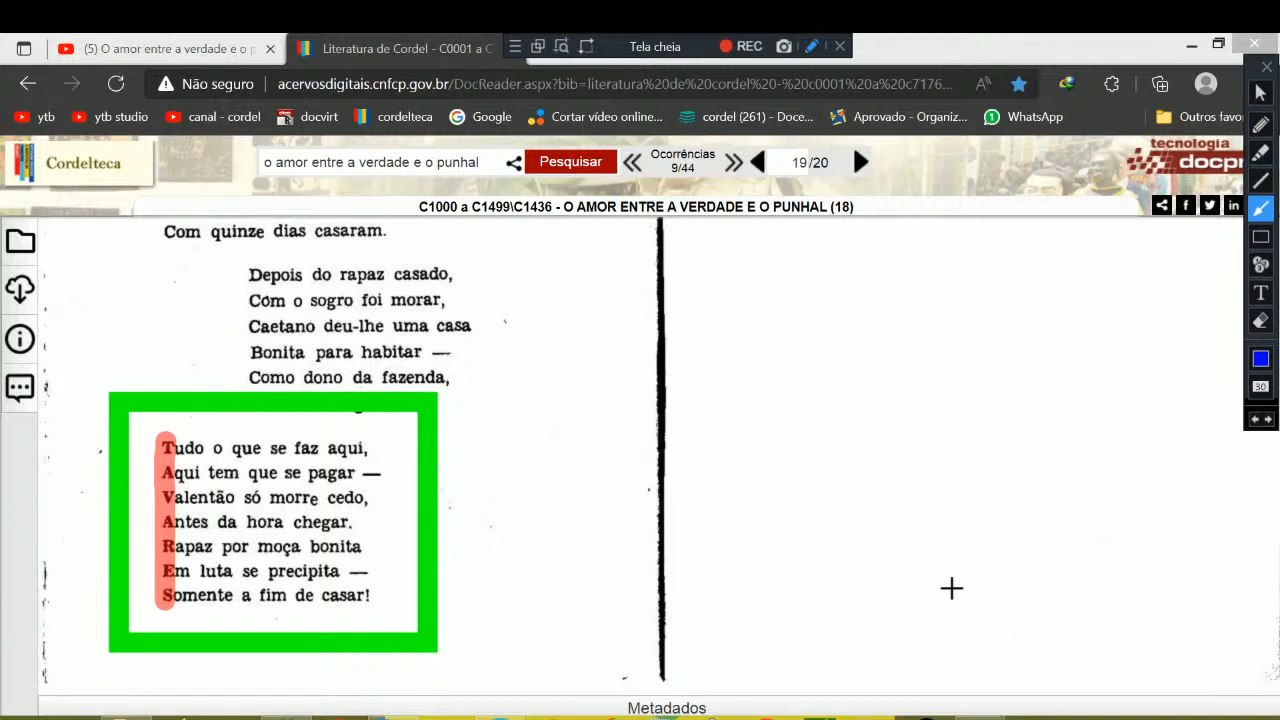 (5) O amor entre a verdade e o p
Literatura de Cordel - C0001 a C
Tela cheia
REC
Não seguro
acervosdigitais.cnfcp.gov.br/DocReader.aspx?bib=literatura%20de%20cordel%20-%20c0001%20a%20c7176...
ytb
ytb studio
canal - cordel
docvirt
cordelteca
Google
Cortar vídeo online...
cordel (261) - Doce...
Aprovado - Organiz...
WhatsApp
Outros favo
Cordelteca
o amor entre a verdade e o punhal
Pesquisar
Ocorrências
9/44
19/20
tecnologia
docpr
C1000 a C1499\C1436 - O AMOR ENTRE A VERDADE E O PUNHAL (18)
Com quinze dias casaram.
Depois do rapaz casado,
Com o sogro foi morar,
Caetano deu-lhe uma casa
Bonita para habitar —
Como dono da fazenda,
Tudo o que se faz aqui,
Aqui tem que se pagar —
Valentão só morre cedo,
Antes da hora chegar.
Rapaz por moça bonita
Em luta se precipita —
Somente a fim de casar!
30
Metadados